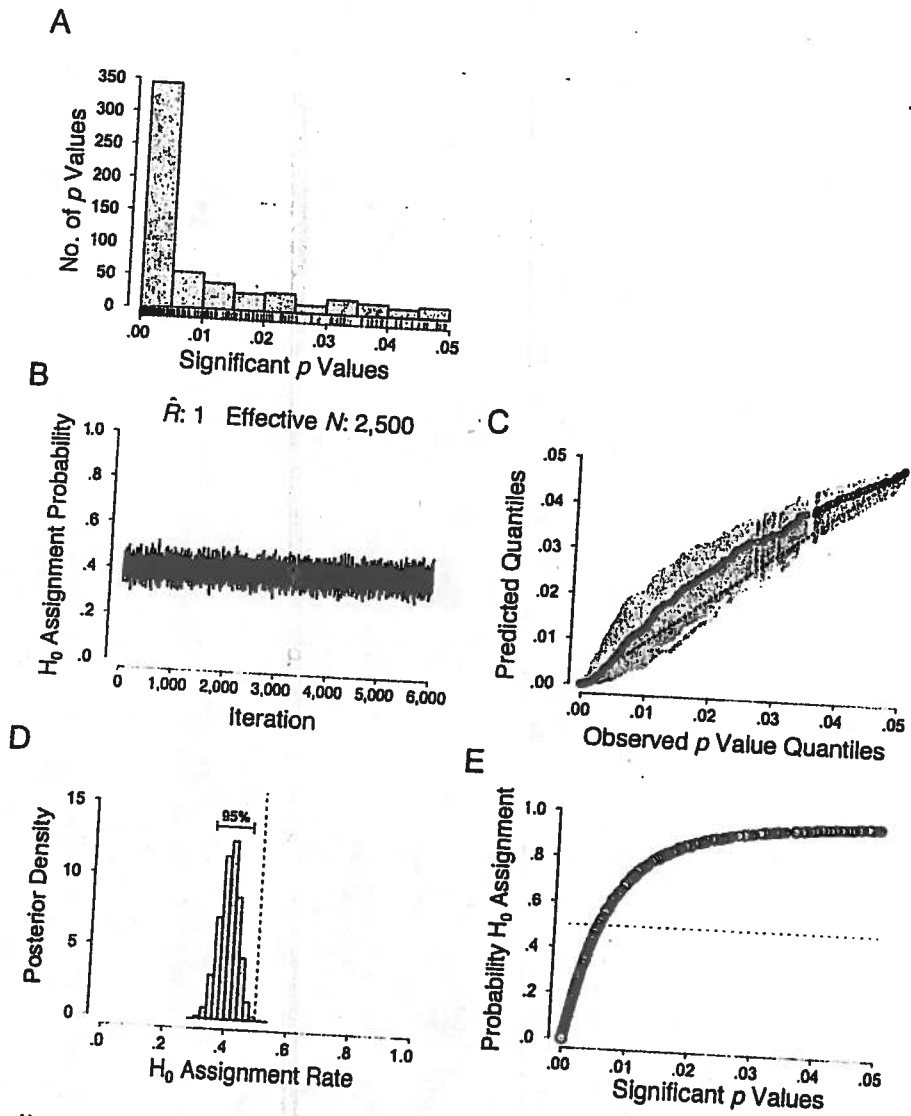 A
350
300
250
200
150
100
50
0
No. of p Values
.00 .01 .02 .03 .04 .05
Significant p Values
B
R̂: 1 Effective N: 2,500
1.0
.8
.6
.4
.2
.0
H₀ Assignment Probability
0 1,000 2,000 3,000 4,000 5,000 6,000
Iteration
C
.05
.04
.03
.02
.01
.00
Predicted Quantiles
.00 .01 .02 .03 .04 .05
Observed p Value Quantiles
D
15
10
5
0
Posterior Density
95%
.0 .2 .4 .6 .8 1.0
H₀ Assignment Rate
E
1.0
.8
.6
.4
.2
.0
Probability H₀ Assignment
.00 .01 .02 .03 .04 .05
Significant p Values